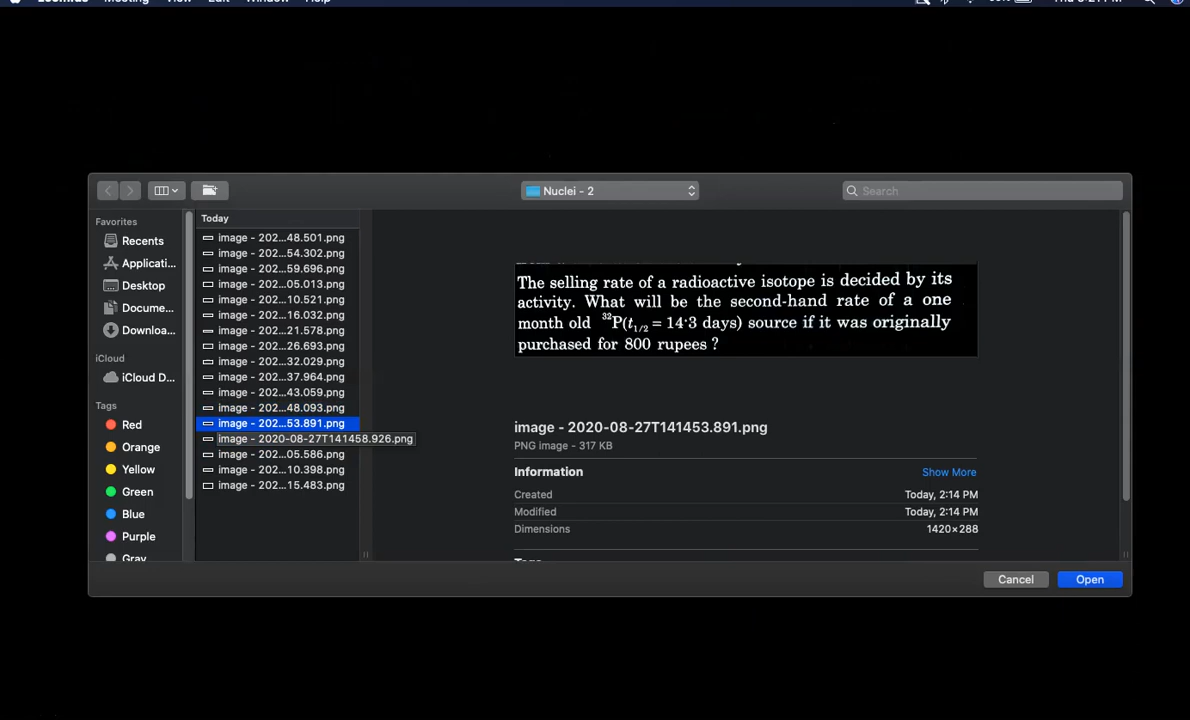 Meeting View Edit Window Help
Nuclei - 2
Search
Favorites
Recents
Applicati...
Desktop
Docume...
Downloa...
iCloud
iCloud D...
Tags
Red
Orange
Yellow
Green
Blue
Purple
Gray
Today
image - 202...48.501.png
image - 202...54.302.png
image - 202...59.696.png
image - 202...05.013.png
image - 202...10.521.png
image - 202...16.032.png
image - 202...21.578.png
image - 202...26.693.png
image - 202...32.029.png
image - 202...37.964.png
image - 202...43.059.png
image - 202...48.093.png
image - 202...53.891.png
image - 2020-08-27T141458.926.png
image - 202...05.586.png
image - 202...10.398.png
image - 202...15.483.png
The selling rate of a radioactive isotope is decided by its
activity. What will be the second-hand rate of a one
month old ³²P(t₁/₂ = 14·3 days) source if it was originally
purchased for 800 rupees ?
image - 2020-08-27T141453.891.png
PNG image - 317 KB
Information Show More
Created Today, 2:14 PM
Modified Today, 2:14 PM
Dimensions 1420×288
Tags
Cancel Open